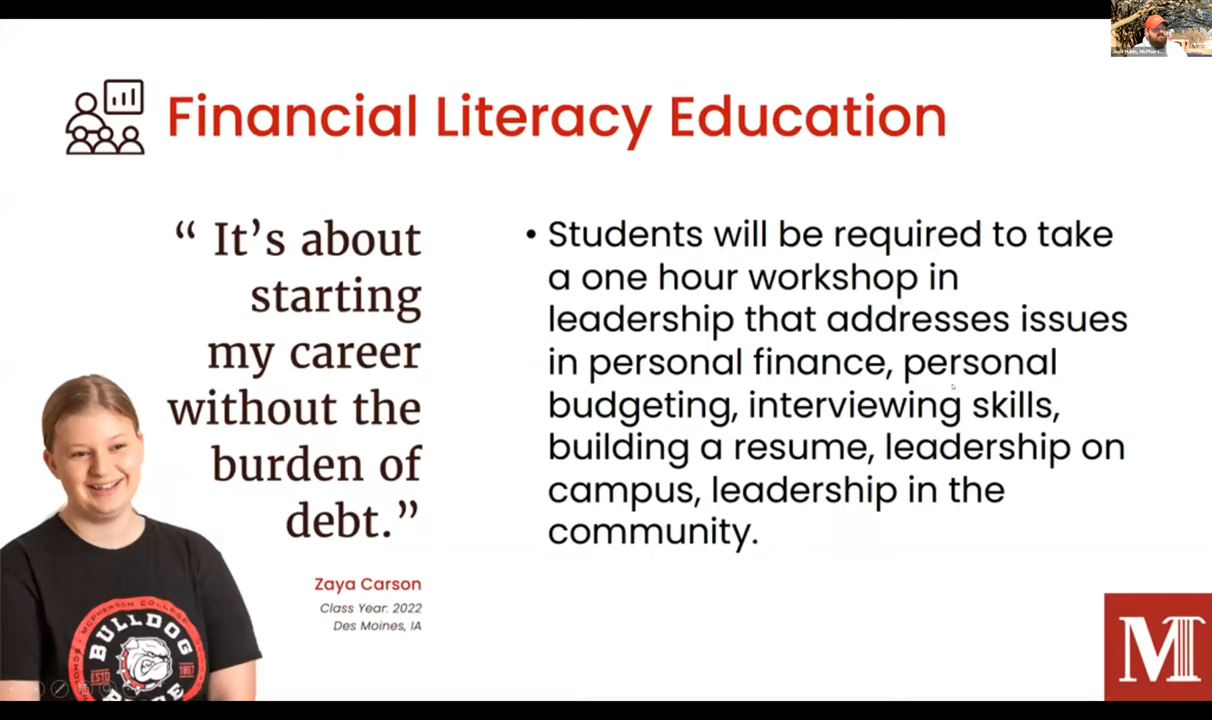 Financial Literacy Education
“ It’s about
starting
my career
without the
burden of
debt.”
Zaya Carson
Class Year: 2022
Des Moines, IA
• Students will be required to take
a one hour workshop in
leadership that addresses issues
in personal finance, personal
budgeting, interviewing skills,
building a resume, leadership on
campus, leadership in the
community.
MCPHERSON COLLEGE
BULLDOG
ESTD
1887
M